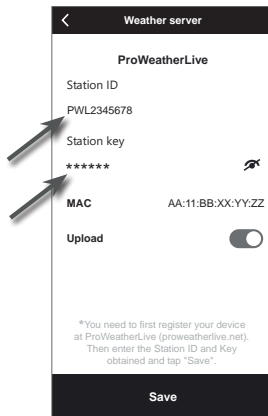 Weather server
ProWeatherLive
Station ID
PWL2345678
Station key
******
MAC AA:11:BB:XX:YY:ZZ
Upload
*You need to first register your device
at ProWeatherLive (proweatherlive.net).
Then enter the Station ID and Key
obtained and tap "Save".
Save